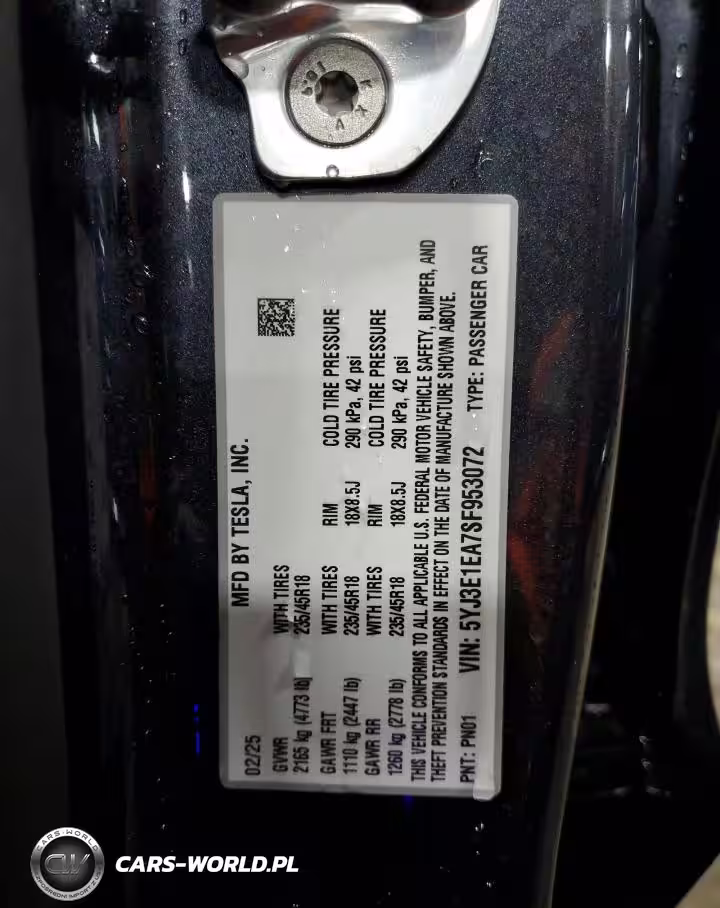 MFD BY TESLA, INC.
02/25
GVWR WITH TIRES
2165 kg (4773 lb) 235/45R18
GAWR FRT WITH TIRES RIM COLD TIRE PRESSURE
1110 kg (2447 lb) 235/45R18 18X8.5J 290 kPa, 42 psi
GAWR RR WITH TIRES RIM COLD TIRE PRESSURE
1260 kg (2778 lb) 235/45R18 18X8.5J 290 kPa, 42 psi
THIS VEHICLE CONFORMS TO ALL APPLICABLE U.S. FEDERAL MOTOR VEHICLE SAFETY, BUMPER, AND
THEFT PREVENTION STANDARDS IN EFFECT ON THE DATE OF MANUFACTURE SHOWN ABOVE.
PNT: PN01 VIN: 5YJ3E1EA7SF953072 TYPE: PASSENGER CAR
CARS-WORLD
CW
CARS-WORLD.PL